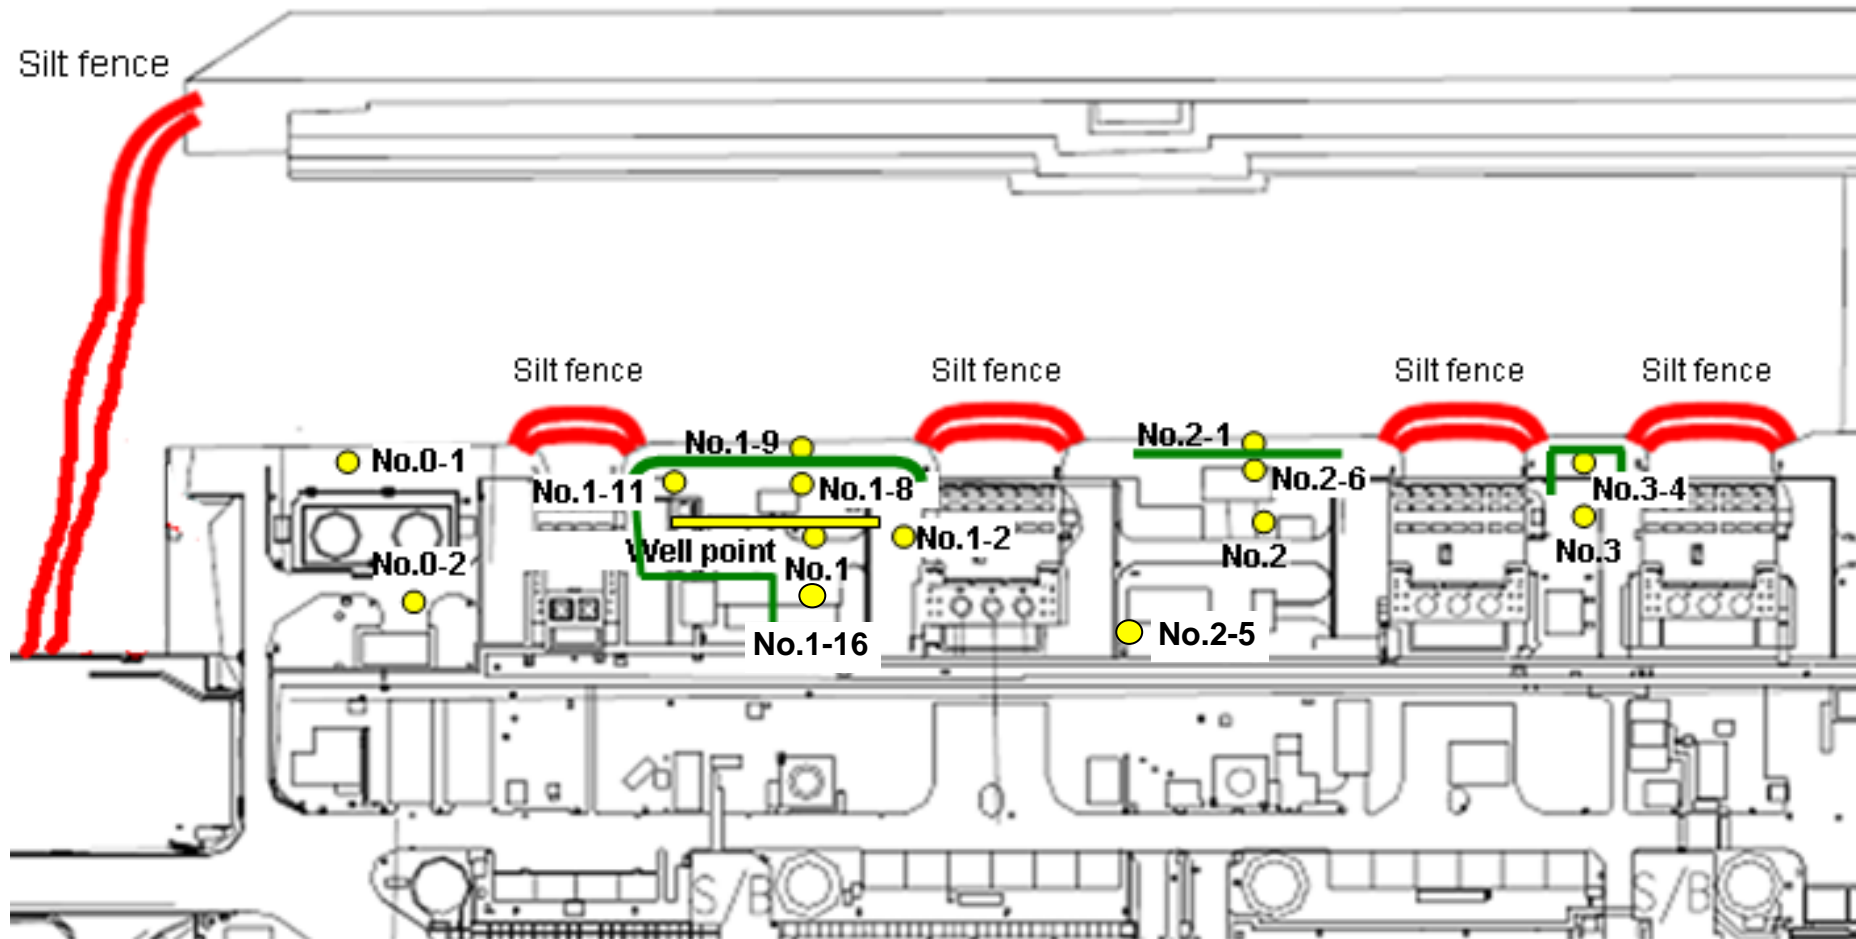 Silt fence
Silt fence
Silt fence
Silt fence
Silt fence
No.0-1
No.1-9
No.2-1
No.1-11
No.1-8
No.2-6
No.3-4
No.0-2
Well point
No.1-2
No.1
No.2
No.3
No.1-16
No.2-5
S/B
S/B